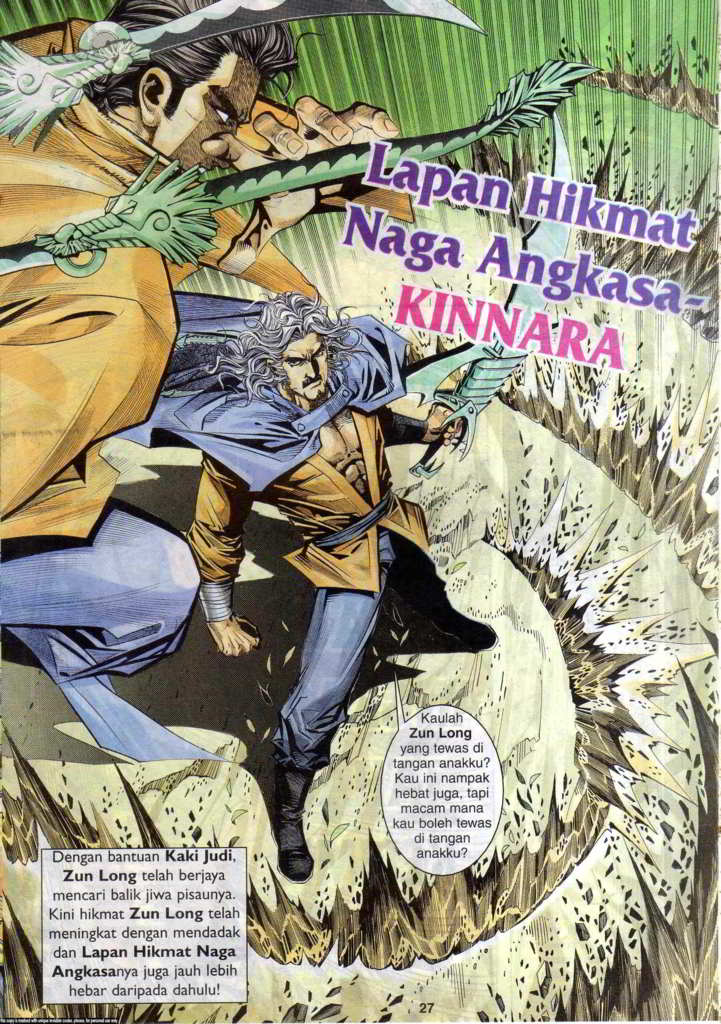 Lapan Hikmat
Naga Angkasa-
KINNARA
Kaulah
Zun Long
yang tewas di
tangan anakku?
Kau ini nampak
hebat juga, tapi
macam mana
kau boleh tewas
di tangan
anakku?
Dengan bantuan Kaki Judi,
Zun Long telah berjaya
mencari balik jiwa pisaunya.
Kini hikmat Zun Long telah
meningkat dengan mendadak
dan Lapan Hikmat Naga
Angkasanya juga jauh lebih
hebar daripada dahulu!
27